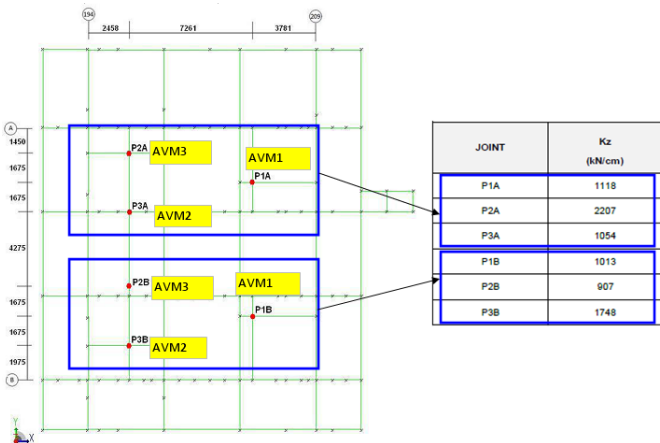 194
209
2458
7261
3781
A
1450
1675
1675
4275
1675
1675
1975
B
P2A
AVM3
AVM1
P1A
P3A
AVM2
P2B
AVM3
AVM1
P1B
P3B
AVM2
Y
X
JOINT
Kz
(kN/cm)
P1A 1118
P2A 2207
P3A 1054
P1B 1013
P2B 907
P3B 1748